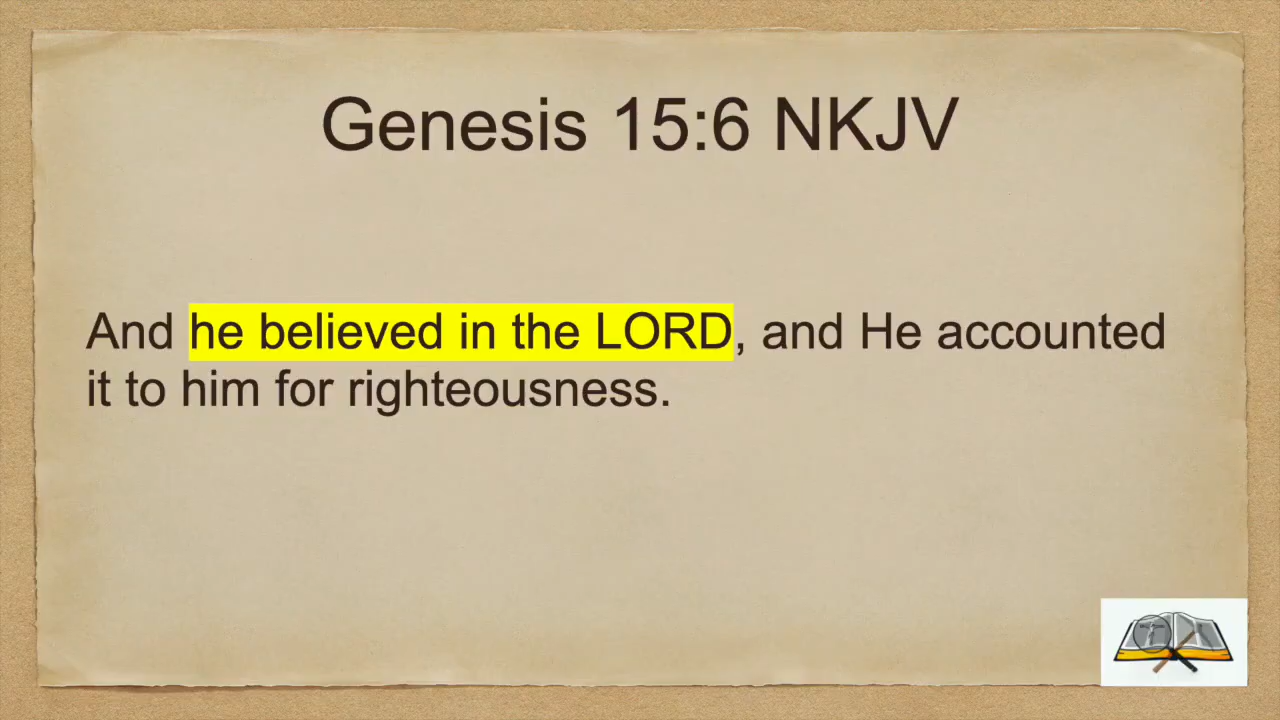 Genesis 15:6 NKJV
And he believed in the LORD, and He accounted
it to him for righteousness.